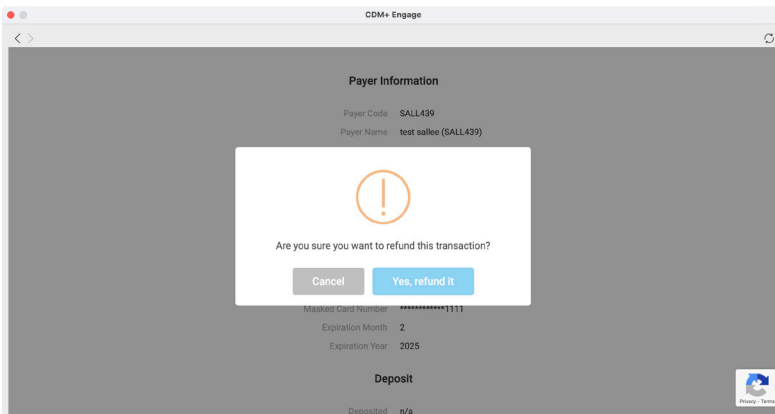 CDM+ Engage
Payer Information
Payer Code SALL439
Payer Name test sallee (SALL439)
Are you sure you want to refund this transaction?
Cancel Yes, refund it
Masked Card Number ************1111
Expiration Month 2
Expiration Year 2025
Deposit
Deposited n/a
Privacy - Terms